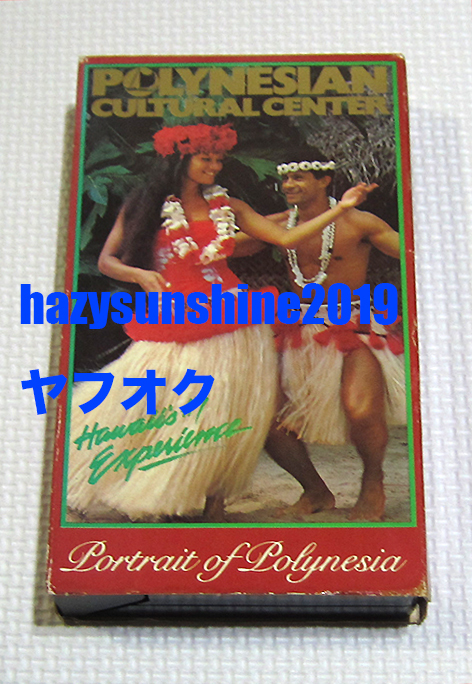 POLYNESIAN
CULTURAL CENTER
hazysunshine2019
ヤフオク
Hawaii's
Experience
Portrait of Polynesia